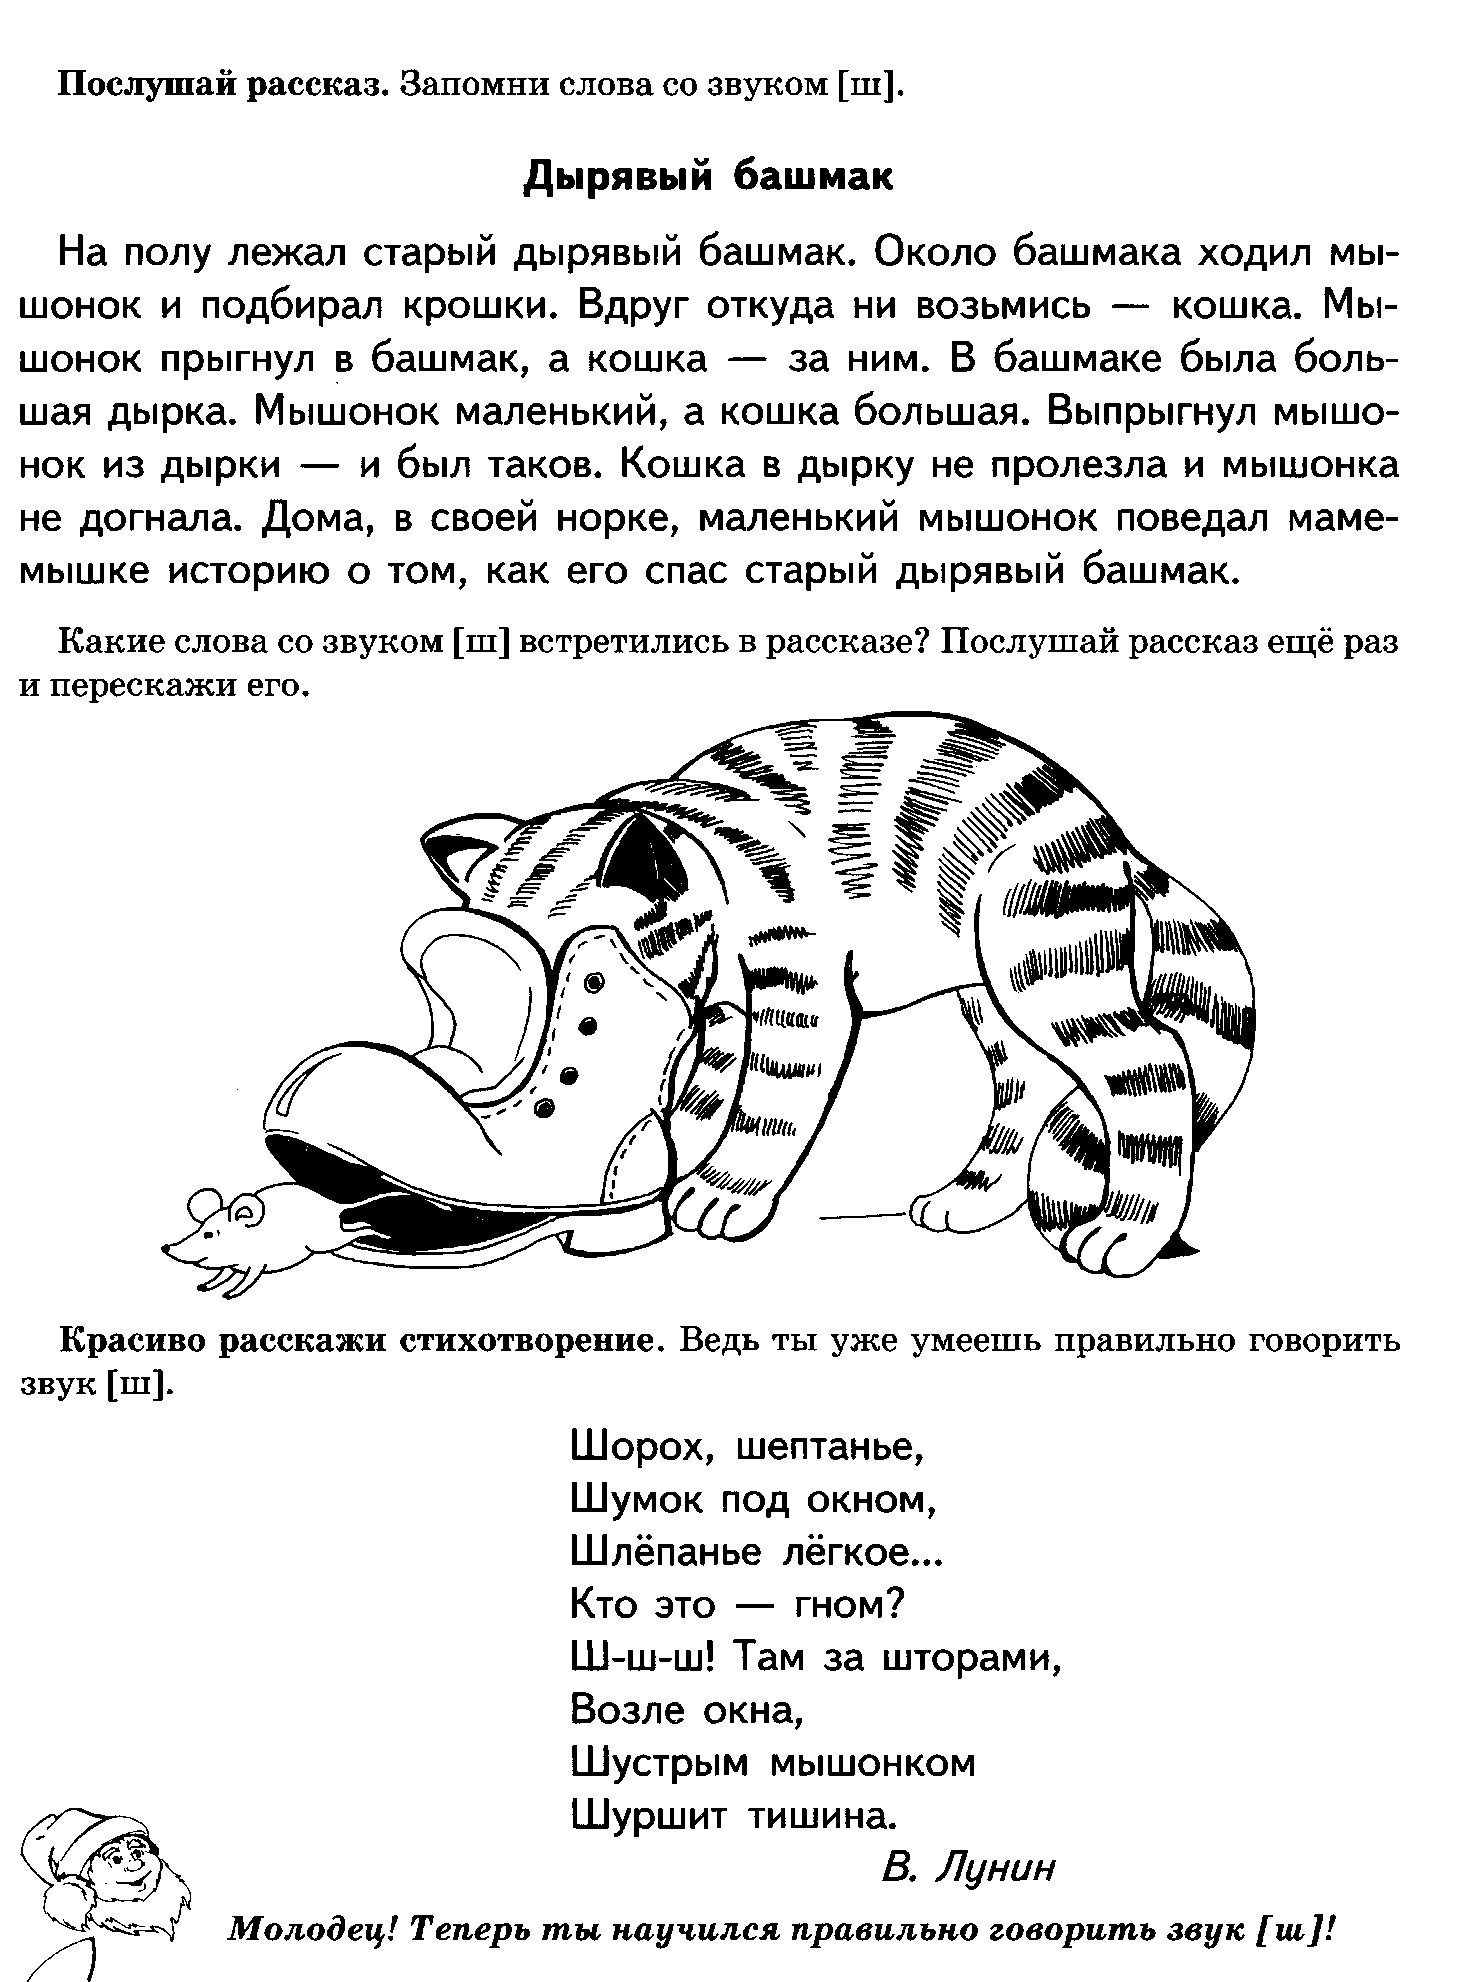 Послушай рассказ. Запомни слова со звуком [ш].
Дырявый башмак
На полу лежал старый дырявый башмак. Около башмака ходил мы-
шонок и подбирал крошки. Вдруг откуда ни возьмись — кошка. Мы-
шонок прыгнул в башмак, а кошка — за ним. В башмаке была боль-
шая дырка. Мышонок маленький, а кошка большая. Выпрыгнул мышо-
нок из дырки — и был таков. Кошка в дырку не пролезла и мышонка
не догнала. Дома, в своей норке, маленький мышонок поведал маме-
мышке историю о том, как его спас старый дырявый башмак.
Какие слова со звуком [ш] встретились в рассказе? Послушай рассказ ещё раз
и перескажи его.
Красиво расскажи стихотворение. Ведь ты уже умеешь правильно говорить
звук [ш].
Шорох, шептанье,
Шумок под окном,
Шлёпанье лёгкое...
Кто это — гном?
Ш-ш-ш! Там за шторами,
Возле окна,
Шустрым мышонком
Шуршит тишина.
В. Лунин
Молодец! Теперь ты научился правильно говорить звук [ш]!